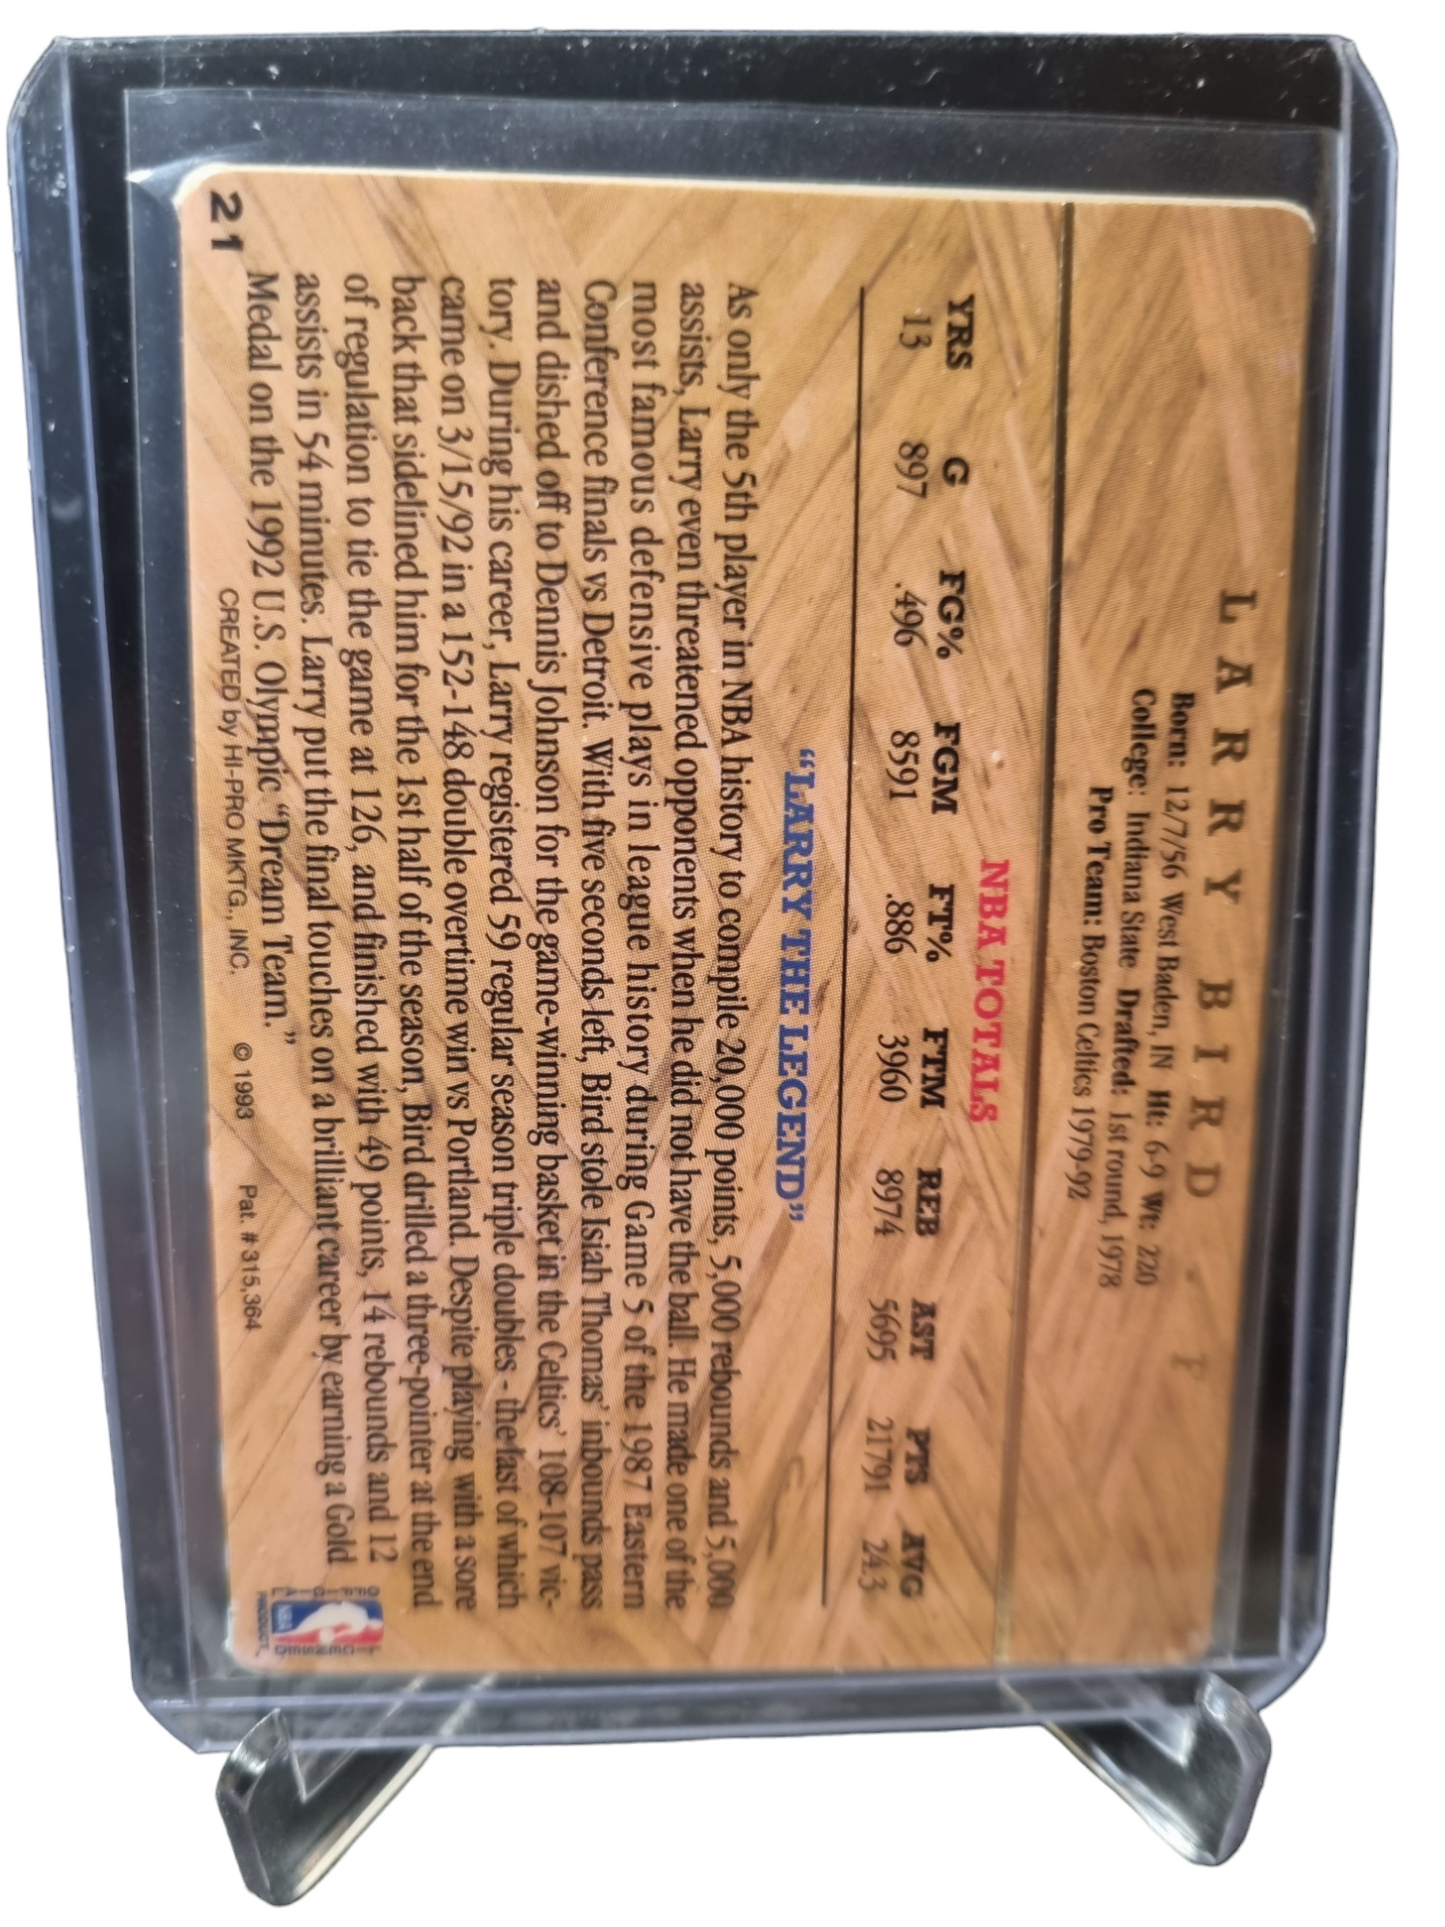 LARRY BIRD - F
Born: 12/7/56 West Baden, IN Ht: 6-9 Wt: 220
College: Indiana State Drafted: 1st round, 1978
Pro Team: Boston Celtics 1979-92
NBA TOTALS
YRS G FG% FGM FT% FTM REB AST PTS AVG
13 897 .496 8591 .886 3960 8974 5695 21791 24.3
“LARRY THE LEGEND”
As only the 5th player in NBA history to compile 20,000 points, 5,000 rebounds and 5,000
assists, Larry even threatened opponents when he did not have the ball. He made one of the
most famous defensive plays in league history during Game 5 of the 1987 Eastern
Conference finals vs Detroit. With five seconds left, Bird stole Isiah Thomas’ inbounds pass
and dished off to Dennis Johnson for the game-winning basket in the Celtics’ 108-107 vic-
tory. During his career, Larry registered 59 regular season triple doubles - the last of which
came on 3/15/92 in a 152-148 double overtime win vs Portland. Despite playing with a sore
back that sidelined him for the 1st half of the season, Bird drilled a three-pointer at the end
of regulation to tie the game at 126, and finished with 49 points, 14 rebounds and 12
assists in 54 minutes. Larry put the final touches on a brilliant career by earning a Gold
Medal on the 1992 U.S. Olympic “Dream Team.”
21
CREATED by HI-PRO MKTG., INC. © 1993 Pat. # 315,364
OFFICIAL
NBA
LICENSED
PRODUCT